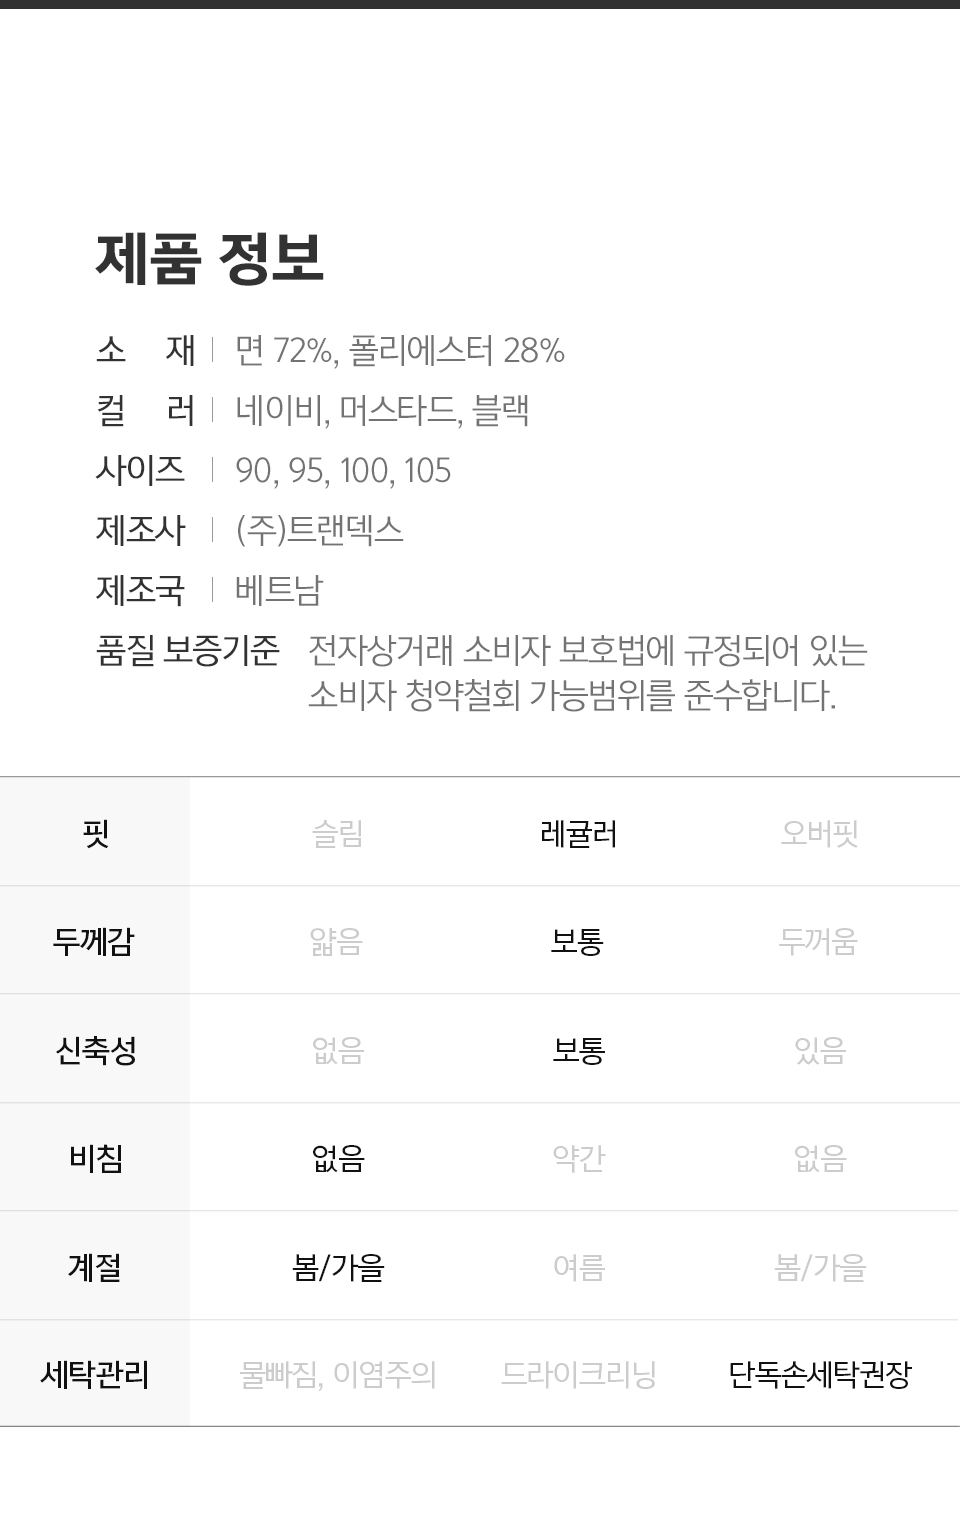 제품 정보
소 재 면 72%, 폴리에스터 28%
컬 러 네이비, 머스타드, 블랙
사이즈 90, 95, 100, 105
제조사 (주)트랜덱스
제조국 베트남
품질 보증기준 전자상거래 소비자 보호법에 규정되어 있는
소비자 청약철회 가능범위를 준수합니다.
핏 슬림 레귤러 오버핏
두께감 얇음 보통 두꺼움
신축성 없음 보통 있음
비침 없음 약간 없음
계절 봄/가을 여름 봄/가을
세탁관리 물빠짐, 이염주의 드라이크리닝 단독손세탁권장